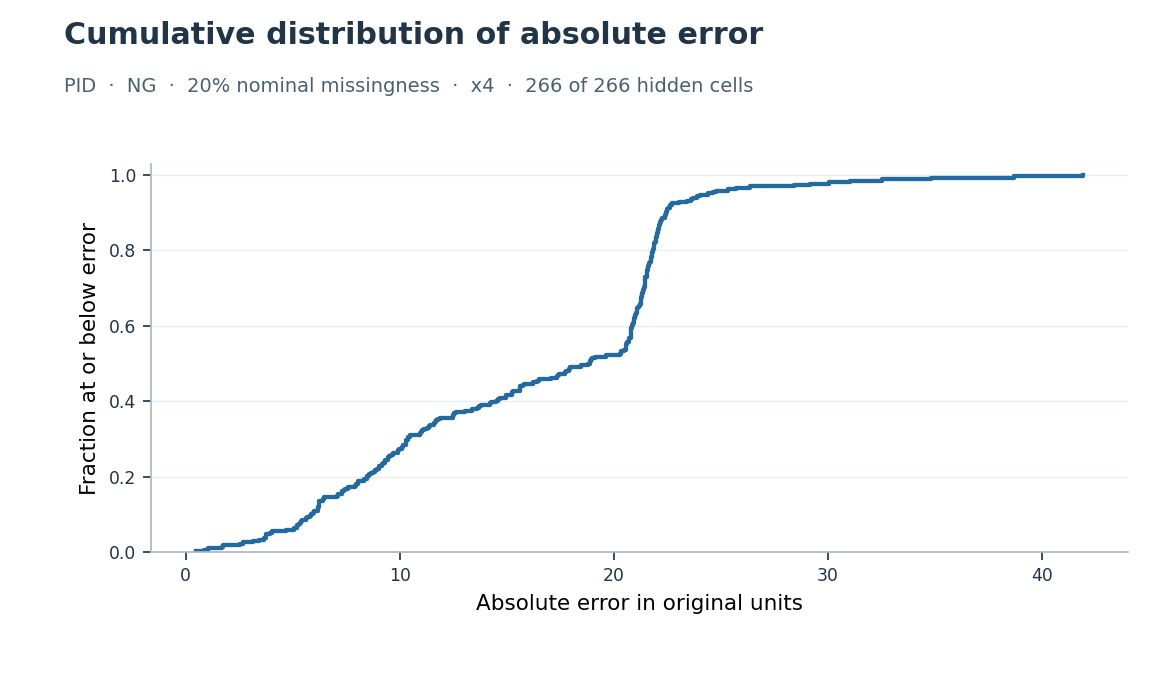 Cumulative distribution of absolute error
PID · NG · 20% nominal missingness · x4 · 266 of 266 hidden cells
Fraction at or below error
1.0
0.8
0.6
0.4
0.2
0.0
0 10 20 30 40
Absolute error in original units